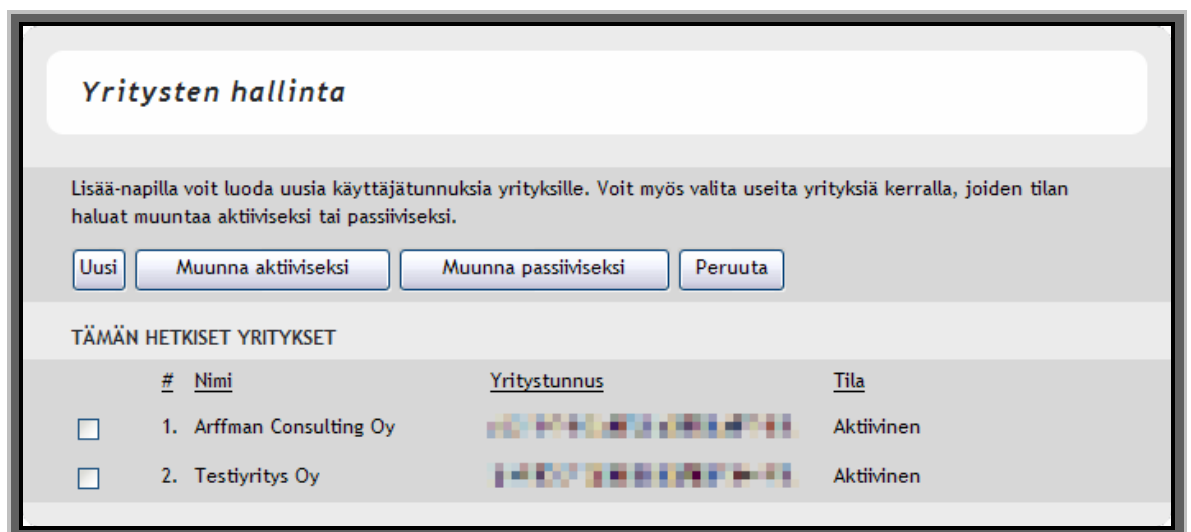 Yritysten hallinta
Lisää-napilla voit luoda uusia käyttäjätunnuksia yrityksille. Voit myös valita useita yrityksiä kerralla, joiden tilan
haluat muuntaa aktiiviseksi tai passiiviseksi.
Uusi Muunna aktiiviseksi Muunna passiiviseksi Peruuta
TÄMÄN HETKISET YRITYKSET
# Nimi Yritystunnus Tila
1. Arffman Consulting Oy Aktiivinen
2. Testiyritys Oy Aktiivinen